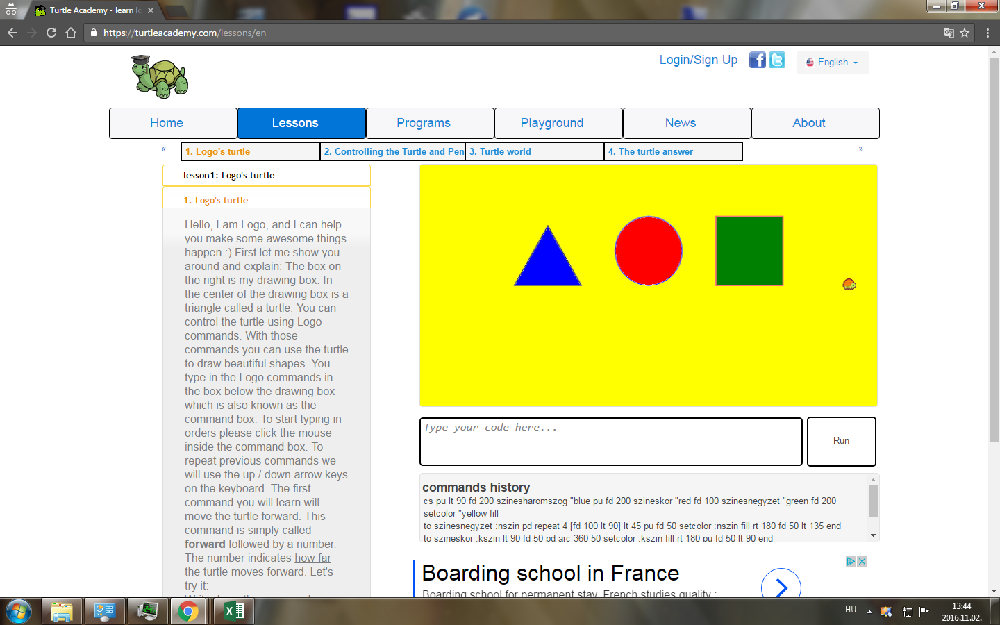 Turtle Academy - learn lo
https://turtleacademy.com/lessons/en
Login/Sign Up
English
Home
Lessons
Programs
Playground
News
About
«
1. Logo's turtle
2. Controlling the Turtle and Pen
3. Turtle world
4. The turtle answer
»
lesson1: Logo's turtle
1. Logo's turtle
Hello, I am Logo, and I can help
you make some awesome things
happen :) First let me show you
around and explain: The box on
the right is my drawing box. In
the center of the drawing box is a
triangle called a turtle. You can
control the turtle using Logo
commands. With those
commands you can use the turtle
to draw beautiful shapes. You
type in the Logo commands in
the box below the drawing box
which is also known as the
command box. To start typing in
orders please click the mouse
inside the command box. To
repeat previous commands we
will use the up / down arrow keys
on the keyboard. The first
command you will learn will
move the turtle forward. This
command is simply called
forward followed by a number.
The number indicates how far
the turtle moves forward. Let's
try it:
Type your code here...
Run
commands history
cs pu lt 90 fd 200 szinesharomszog "blue pu fd 200 szineskor "red fd 100 szinesnegyzet "green fd 200
setcolor "yellow fill
to szinesnegyzet :nszin pd repeat 4 [fd 100 lt 90] lt 45 pu fd 50 setcolor :nszin fill rt 180 fd 50 lt 135 end
to szineskor :kszin lt 90 fd 50 pd arc 360 50 setcolor :kszin fill rt 180 pu fd 50 lt 90 end
Boarding school in France
Boarding school for permanent stay. French studies quality :
HU
13:44
2016.11.02.